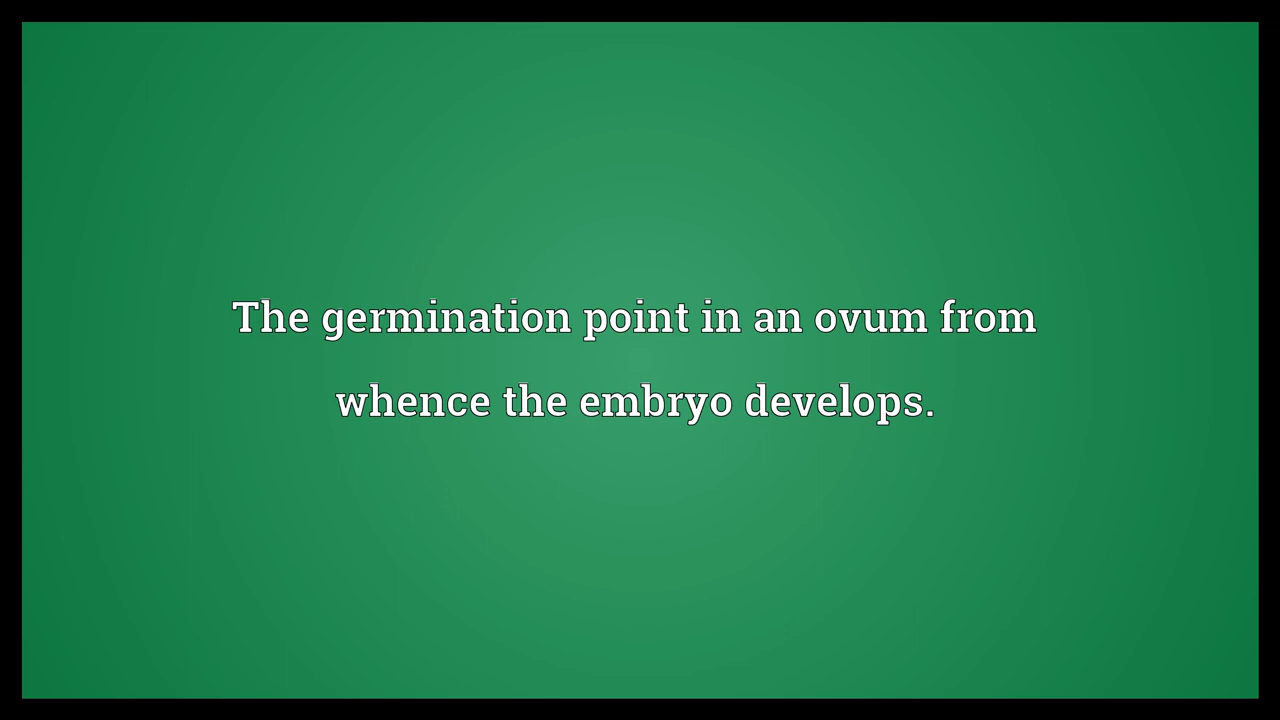 The germination point in an ovum from
whence the embryo develops.